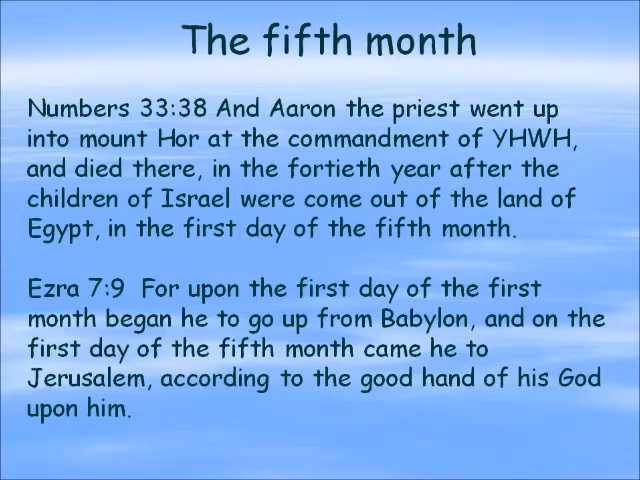 The fifth month
Numbers 33:38 And Aaron the priest went up
into mount Hor at the commandment of YHWH,
and died there, in the fortieth year after the
children of Israel were come out of the land of
Egypt, in the first day of the fifth month.
Ezra 7:9  For upon the first day of the first
month began he to go up from Babylon, and on the
first day of the fifth month came he to
Jerusalem, according to the good hand of his God
upon him.